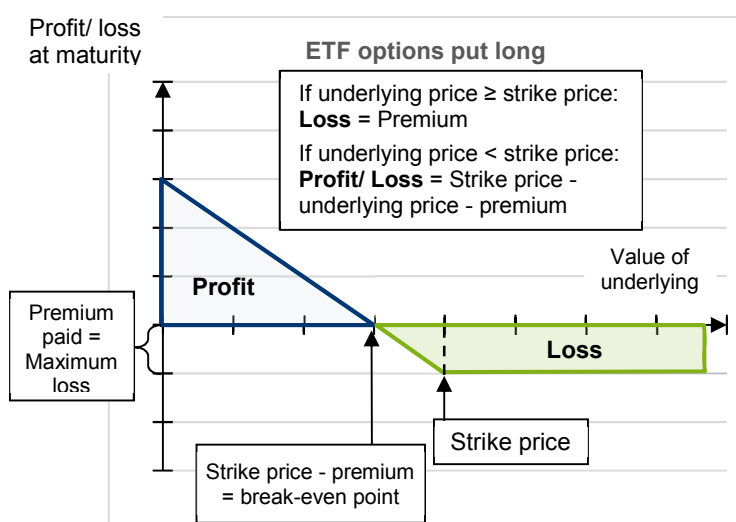 Profit/ loss
at maturity
ETF options put long
If underlying price ≥ strike price:
Loss = Premium
If underlying price < strike price:
Profit/ Loss = Strike price -
underlying price - premium
Value of
underlying
Profit
Premium
paid =
Maximum
loss
Loss
Strike price
Strike price - premium
= break-even point